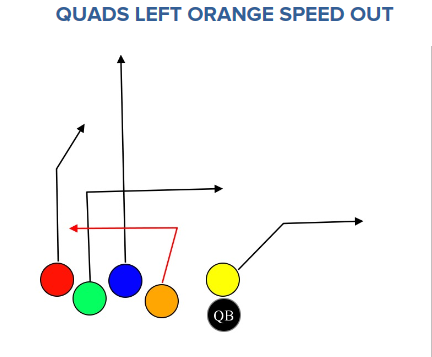 QUADS LEFT ORANGE SPEED OUT
QB